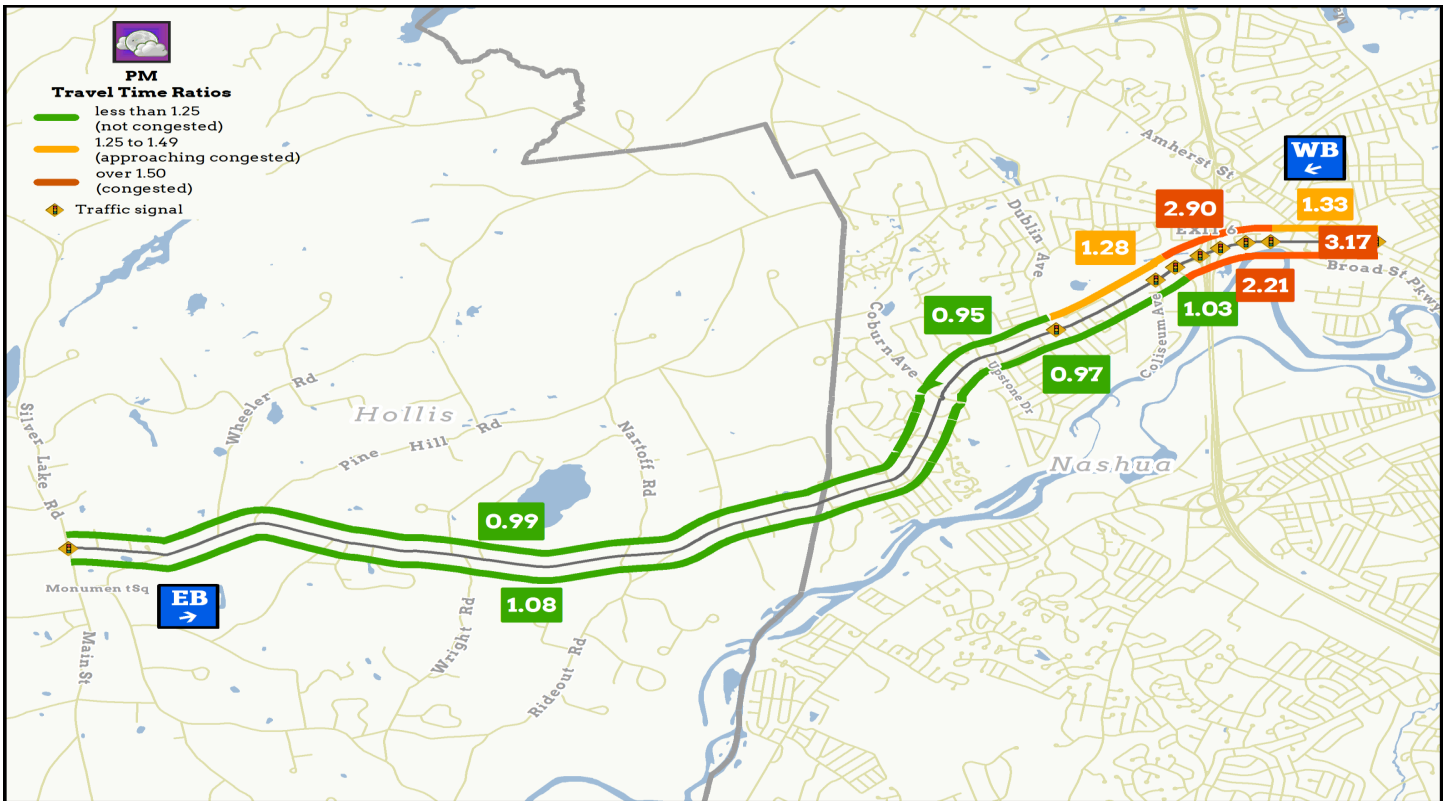 PM
Travel Time Ratios
less than 1.25
(not congested)
1.25 to 1.49
(approaching congested)
over 1.50
(congested)
Traffic signal
Amherst St
WB
←
2.90
1.33
Exit 6
3.17
1.28
Dublin Ave
Broad St Pkwy
2.21
1.03
0.95
Coburn Ave
Coliseum Ave
Upstone Dr
0.97
Wheeler Rd
Silver Lake Rd
Hollis
Pine Hill Rd
Nartoff Rd
Nashua
0.99
Monumen tSq
EB
→
1.08
Main St
Wright Rd
Rideout Rd